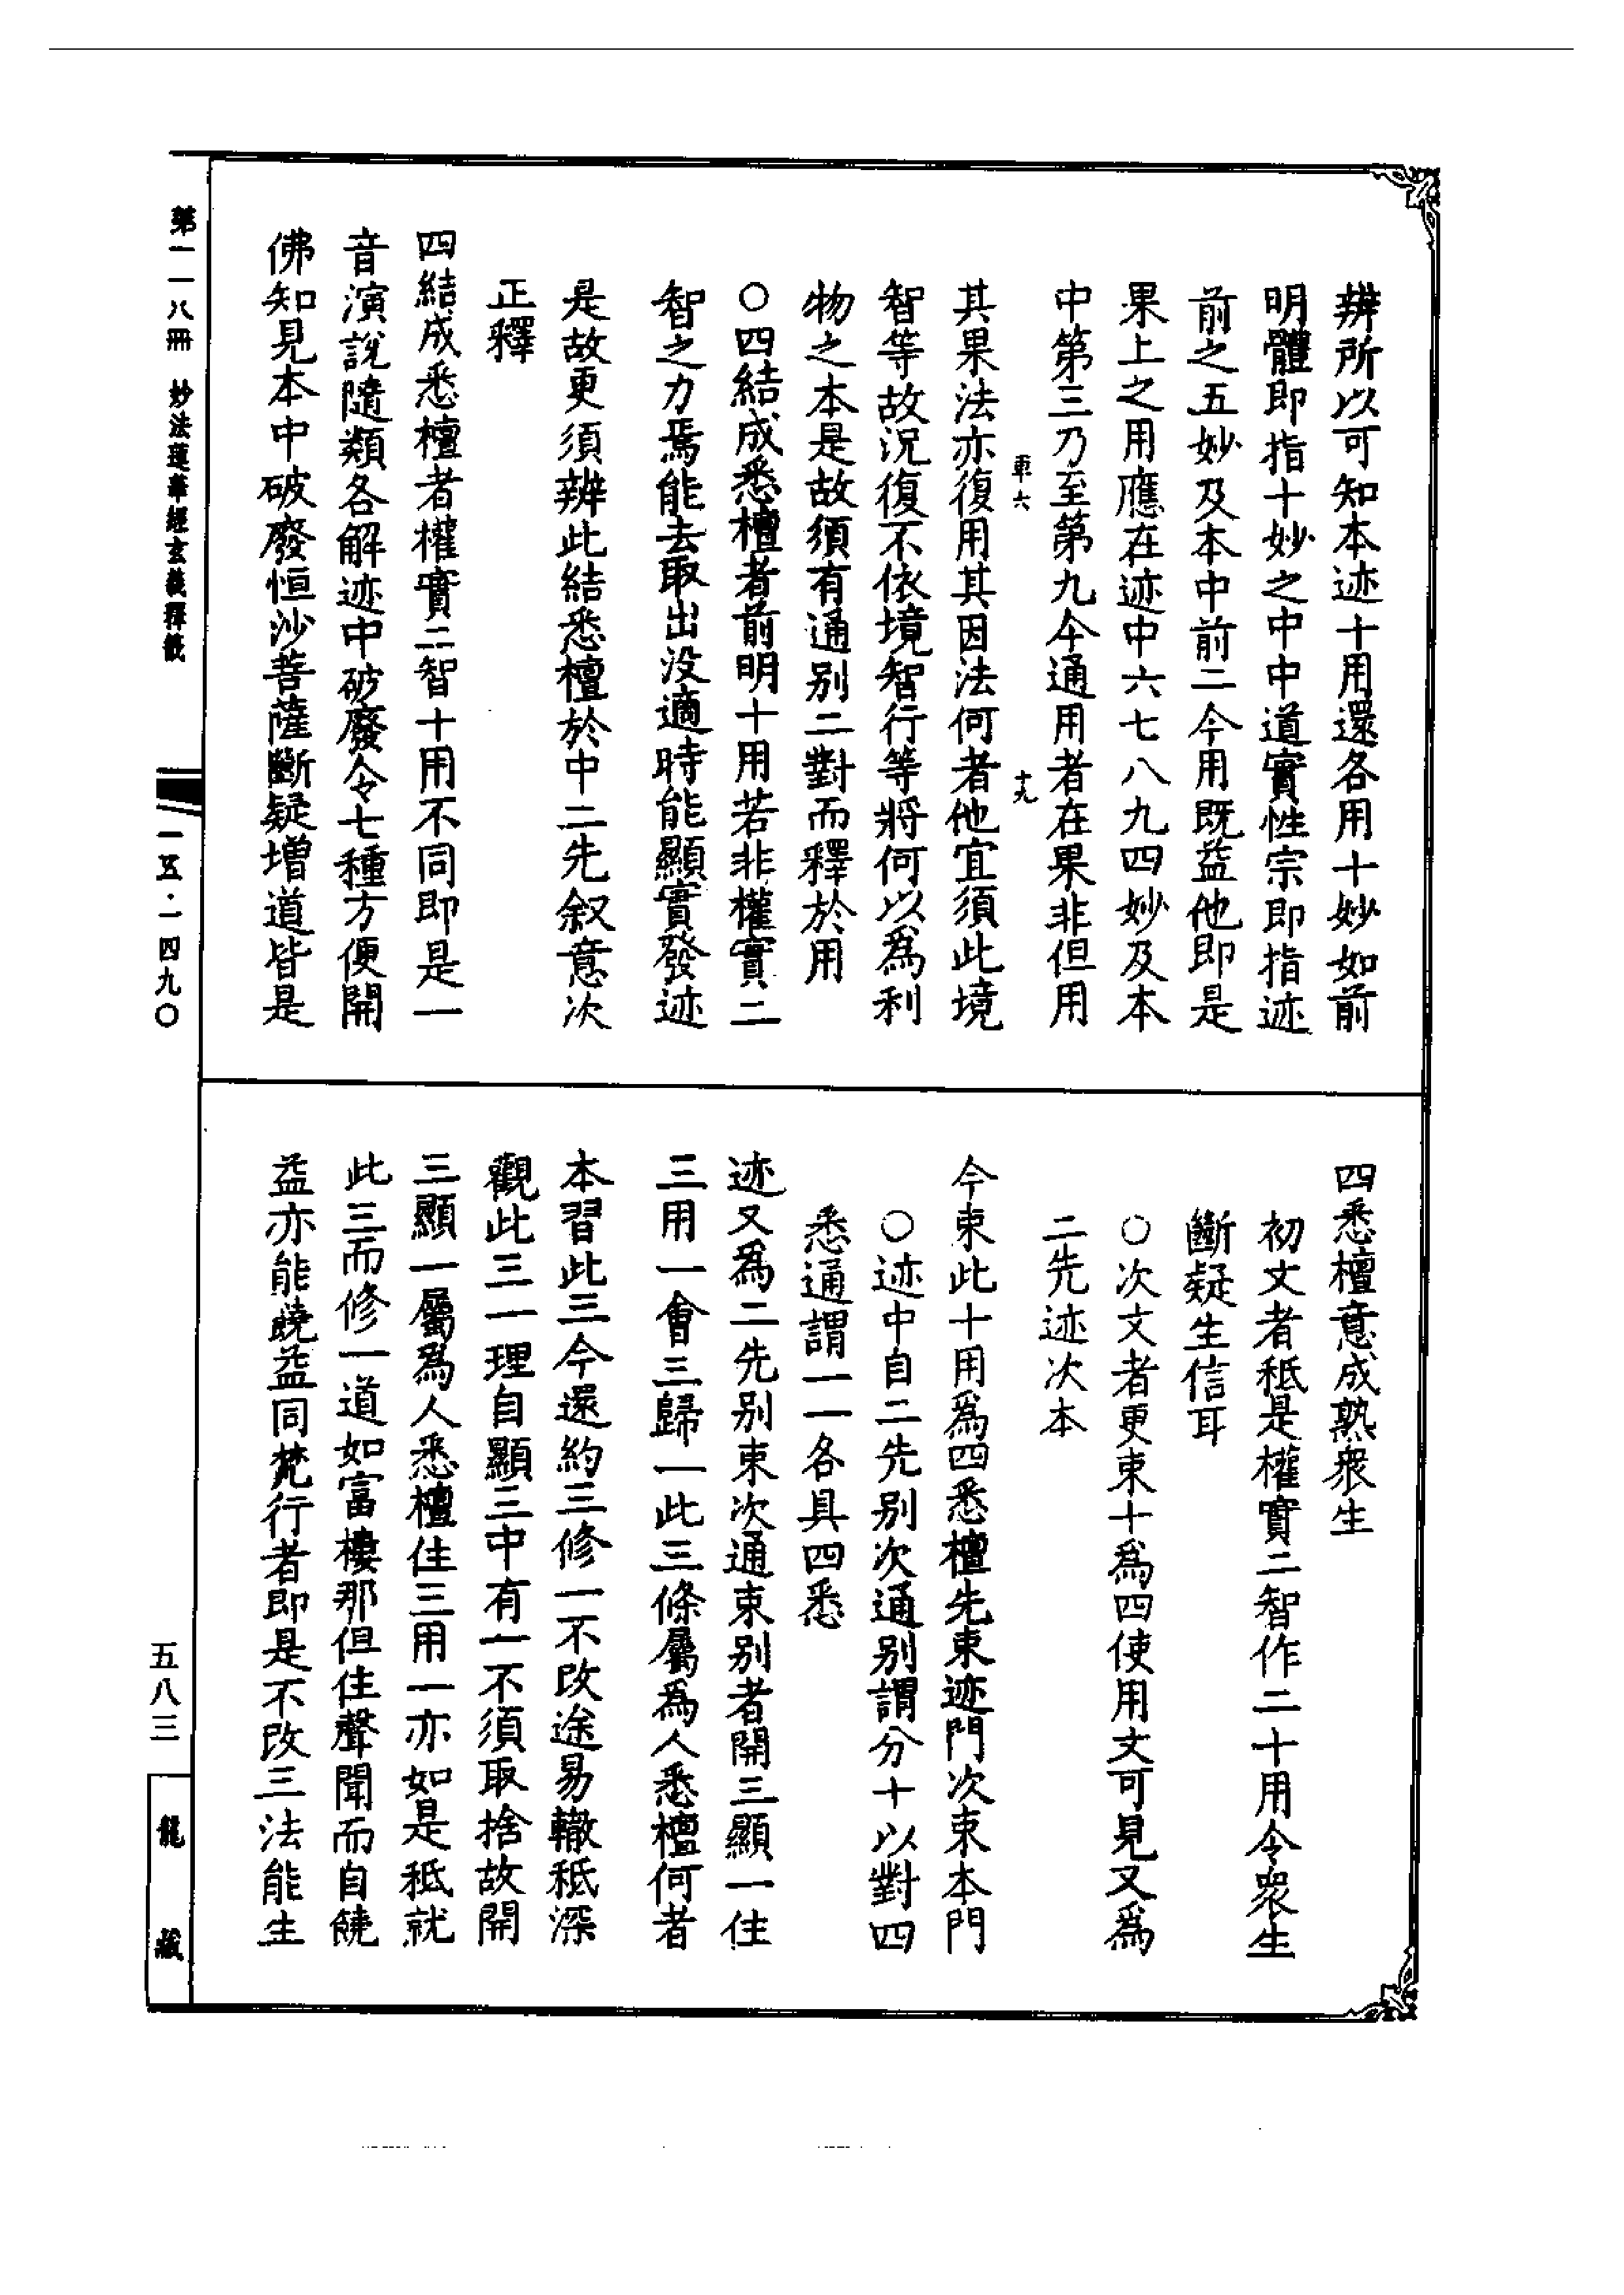 辨所以可知本迹十用還各用十妙如前
明體即指十妙之中中道實性宗即指迹
前之五妙及本中前二今用既益他即是
果上之用應在迹中六七八九四妙及本
中第三乃至第九今通用者在果非但用
車六 十九
其果法亦復用其因法何者他宜須此境
智等故況復不依境智行等將何以為利
物之本是故須有通别二對而釋於用
〇四結成悉檀者前明十用若非權實二
智之力焉能去取出没適時能顯實發迹
是故更須辨此結悉檀於中二先叙意次
正釋
四結成悉檀者權實二智十用不同即是一
音演說隨類各解迹中破廢令七種方便開
佛知見本中破廢恒沙菩薩斷疑增道皆是
四悉檀意成熟衆生
初文者秖是權實二智作二十用令衆生
斷疑生信耳
〇次文者更束十為四使用文可見又為
二先迹次本
今束此十用為四悉檀先束迹門次束本門
〇迹中自二先别次通别謂分十以對四
悉通謂一一各具四悉
迹又為二先别束次通束别者開三顯一住
三用一會三歸一此三條屬為人悉檀何者
本習此三今還約三修一不改途易轍秖深
觀此三一理自顯三中有一不須取捨故開
三顯一屬為人悉檀住三用一亦如是秖就
此三而修一道如富樓那但住聲聞而自饒
益亦能饒益同梵行者即是不改三法能生
第一一八冊 妙法蓮華經玄義釋籤
一五·一四九〇
五八三
龍藏